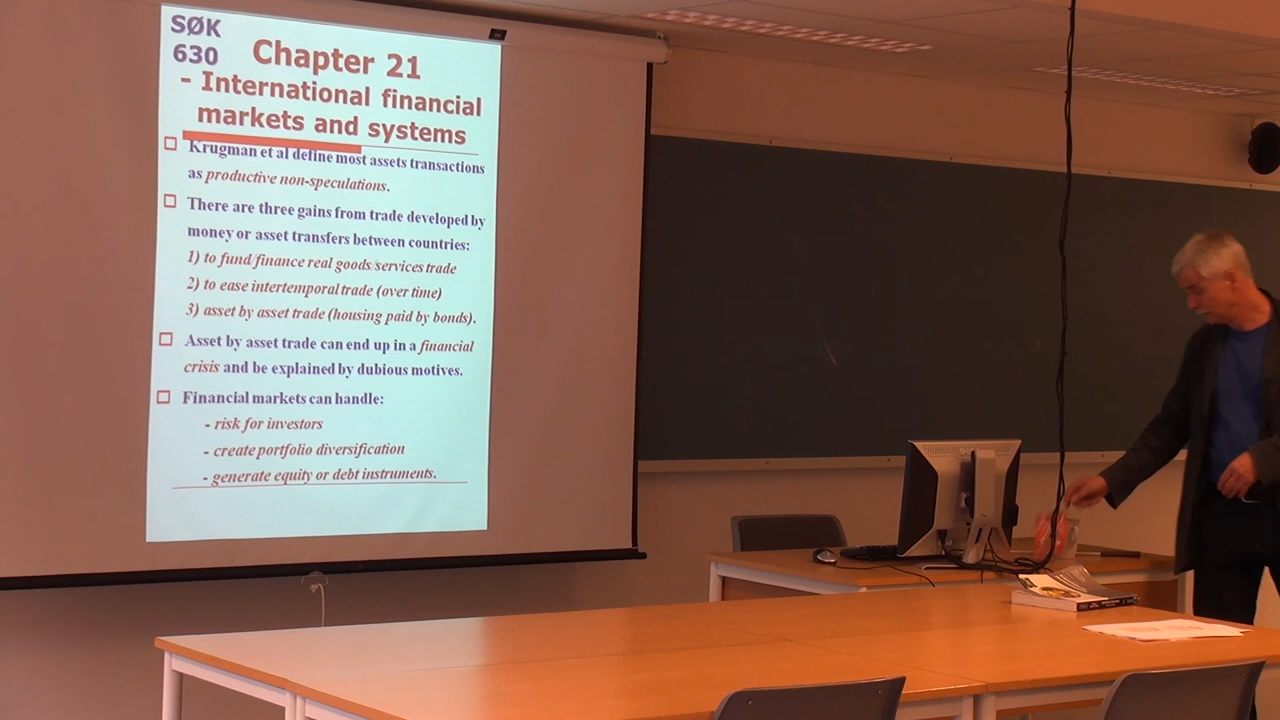 SØK
630
Chapter 21
- International financial
markets and systems
Krugman et al define most assets transactions
as productive non-speculations.
There are three gains from trade developed by
money or asset transfers between countries:
1) to fund/finance real goods/services trade
2) to ease intertemporal trade (over time)
3) asset by asset trade (housing paid by bonds).
Asset by asset trade can end up in a financial
crisis and be explained by dubious motives.
Financial markets can handle:
- risk for investors
- create portfolio diversification
- generate equity or debt instruments.